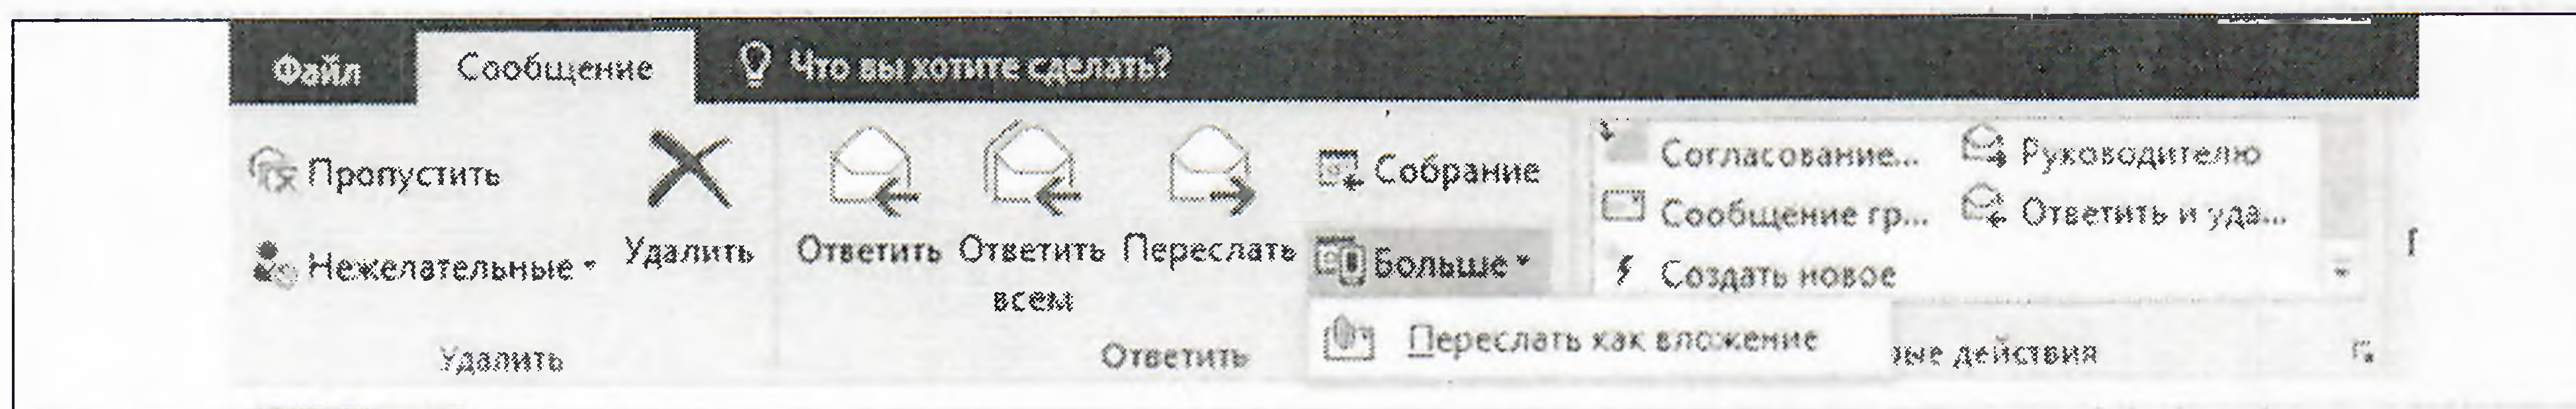 Файл Сообщение Что вы хотите сделать?
Пропустить
Нежелательные
Удалить
Удалить
Ответить
Ответить
всем
Переслать
Собрание
Больше
Ответить
Переслать как вложение
Согласование...
Руководителю
Сообщение гр...
Ответить и уда...
Создать новое
ые действия